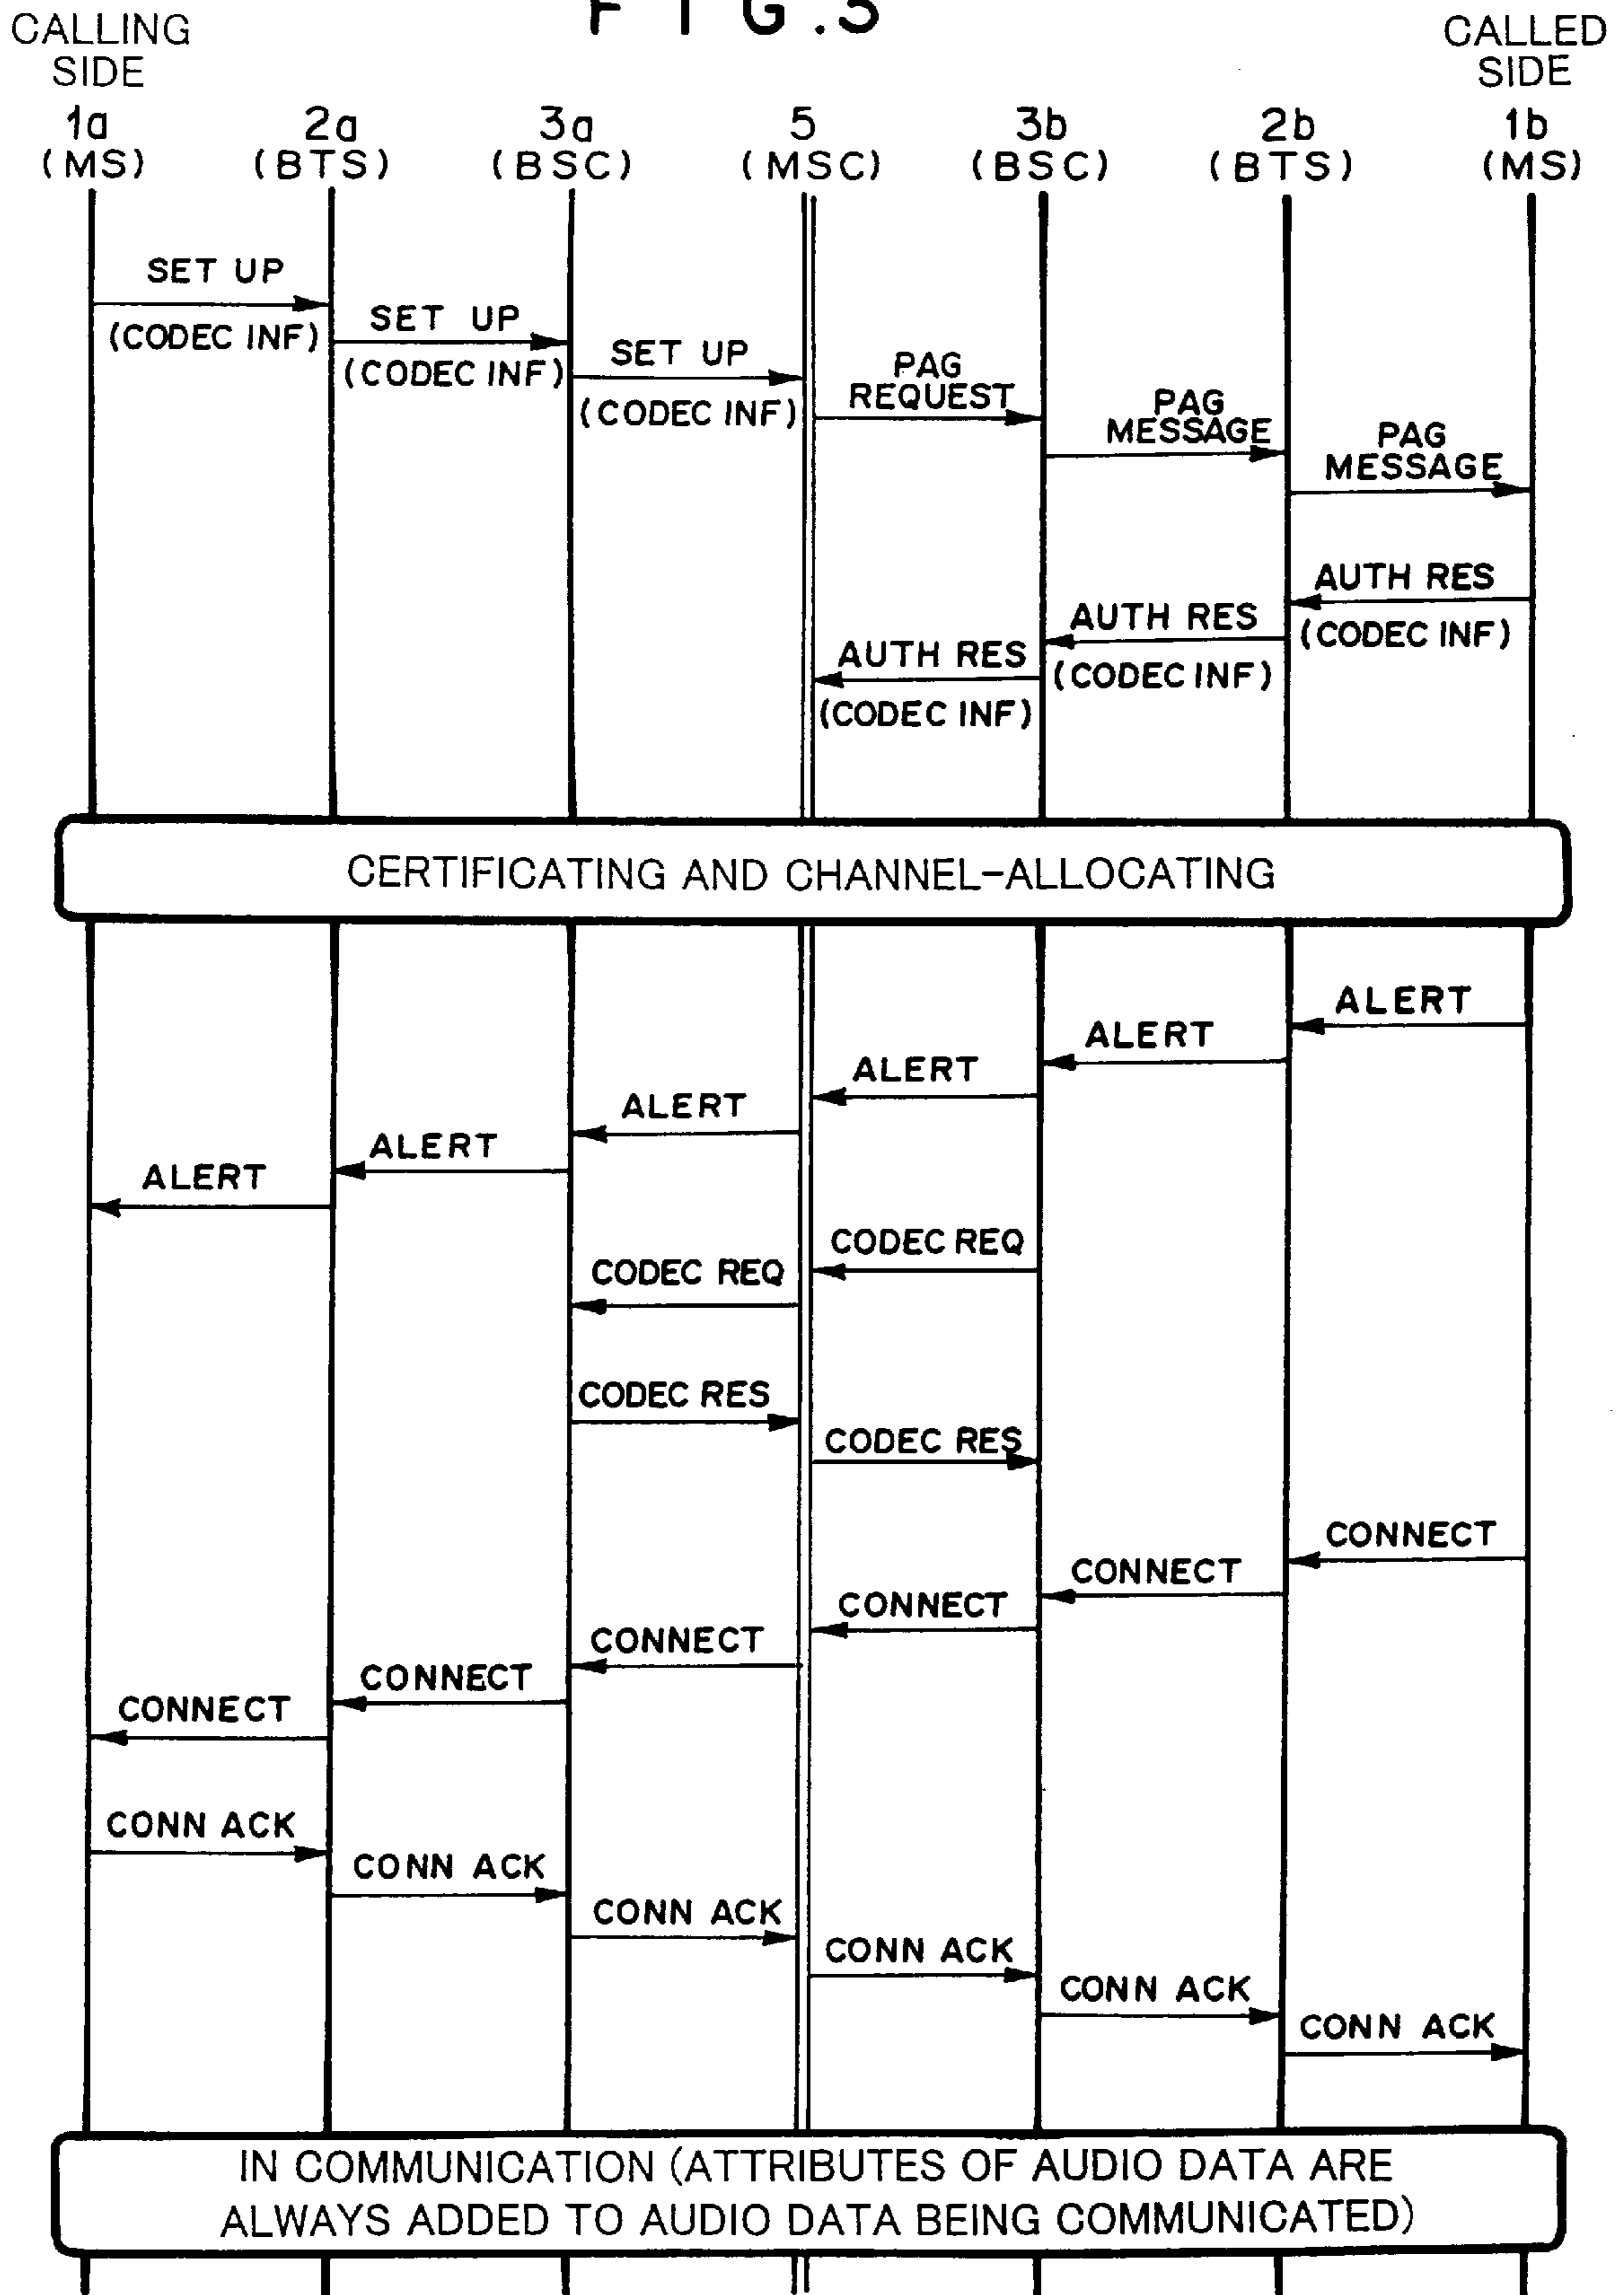 FIG.3
CALLING
SIDE
CALLED
SIDE
1a
2a
3a
5
3b
2b
1b
(MS)
(BTS)
(BSC)
(MSC)
(BSC)
(BTS)
(MS)
SET UP
(CODEC INF)
SET UP
(CODEC INF)
SET UP
(CODEC INF)
PAG
REQUEST
PAG
MESSAGE
PAG
MESSAGE
AUTH RES
(CODEC INF)
AUTH RES
(CODEC INF)
AUTH RES
(CODEC INF)
CERTIFICATING AND CHANNEL-ALLOCATING
ALERT
ALERT
ALERT
ALERT
ALERT
ALERT
CODEC REQ
CODEC REQ
CODEC RES
CODEC RES
CONNECT
CONNECT
CONNECT
CONNECT
CONNECT
CONNECT
CONN ACK
CONN ACK
CONN ACK
CONN ACK
CONN ACK
CONN ACK
IN COMMUNICATION (ATTRIBUTES OF AUDIO DATA ARE
ALWAYS ADDED TO AUDIO DATA BEING COMMUNICATED)